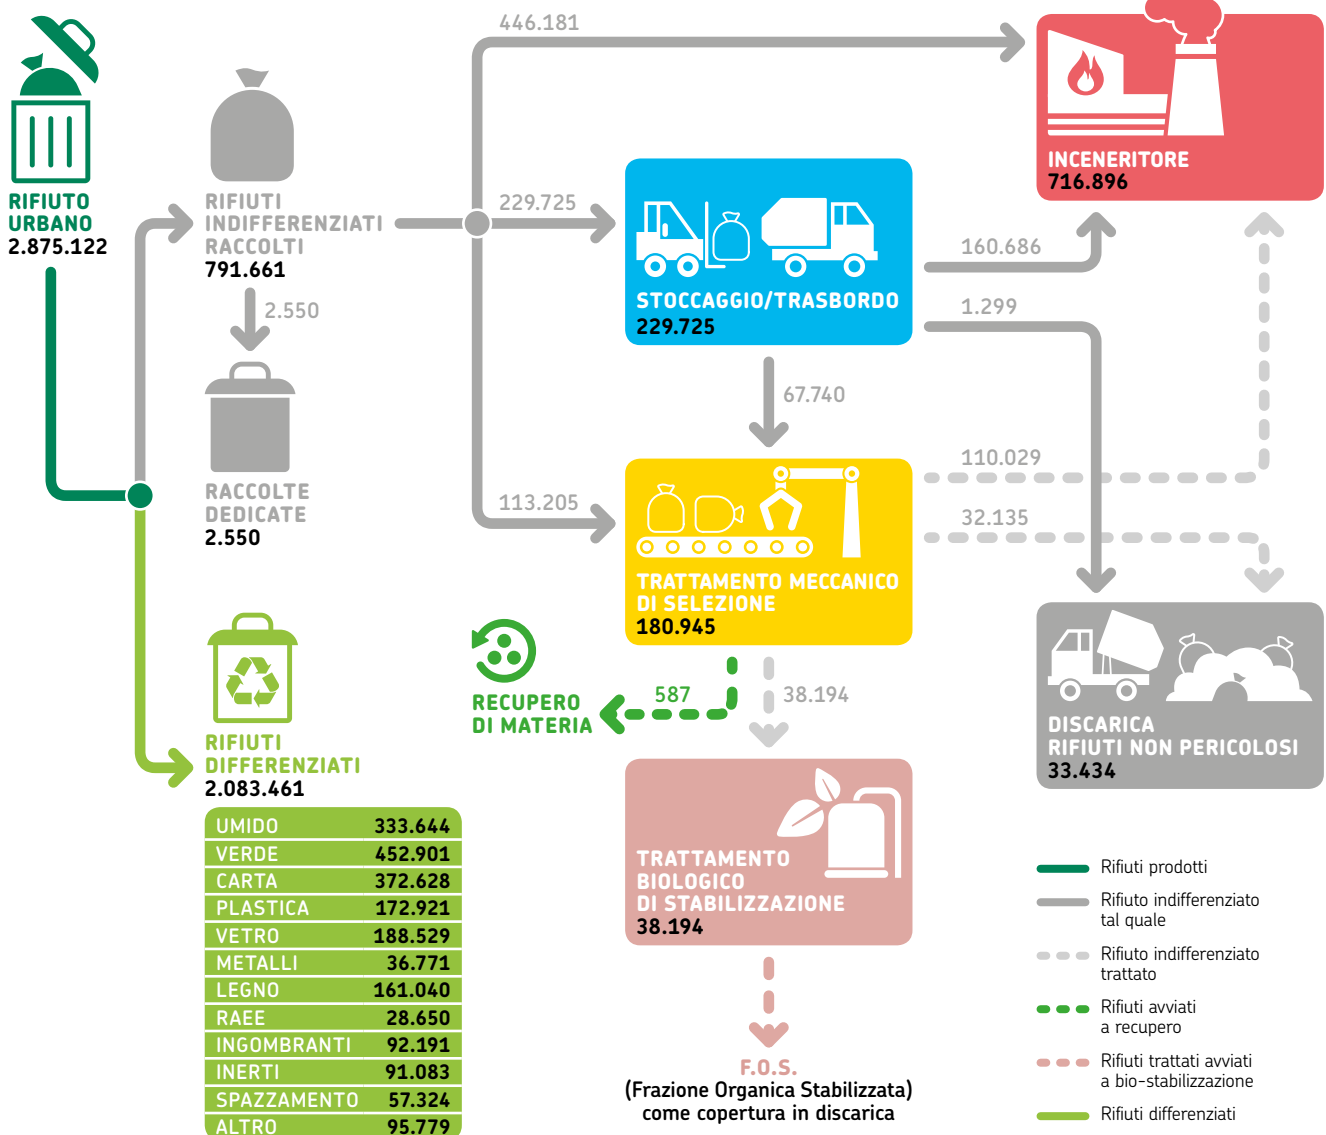 446.181
RIFIUTO
URBANO
2.875.122
RIFIUTI
INDIFFERENZIATI
RACCOLTI
791.661
2.550
RACCOLTE
DEDICATE
2.550
229.725
113.205
STOCCAGGIO/TRASBORDO
229.725
INCENERITORE
716.896
160.686
1.299
67.740
110.029
32.135
TRATTAMENTO MECCANICO
DI SELEZIONE
180.945
RECUPERO
DI MATERIA
587
38.194
DISCARICA
RIFIUTI NON PERICOLOSI
33.434
RIFIUTI
DIFFERENZIATI
2.083.461
UMIDO 333.644
VERDE 452.901
CARTA 372.628
PLASTICA 172.921
VETRO 188.529
METALLI 36.771
LEGNO 161.040
RAEE 28.650
INGOMBRANTI 92.191
INERTI 91.083
SPAZZAMENTO 57.324
ALTRO 95.779
TRATTAMENTO
BIOLOGICO
DI STABILIZZAZIONE
38.194
F.O.S.
(Frazione Organica Stabilizzata)
come copertura in discarica
Rifiuti prodotti
Rifiuto indifferenziato
tal quale
Rifiuto indifferenziato
trattato
Rifiuti avviati
a recupero
Rifiuti trattati avviati
a bio-stabilizzazione
Rifiuti differenziati